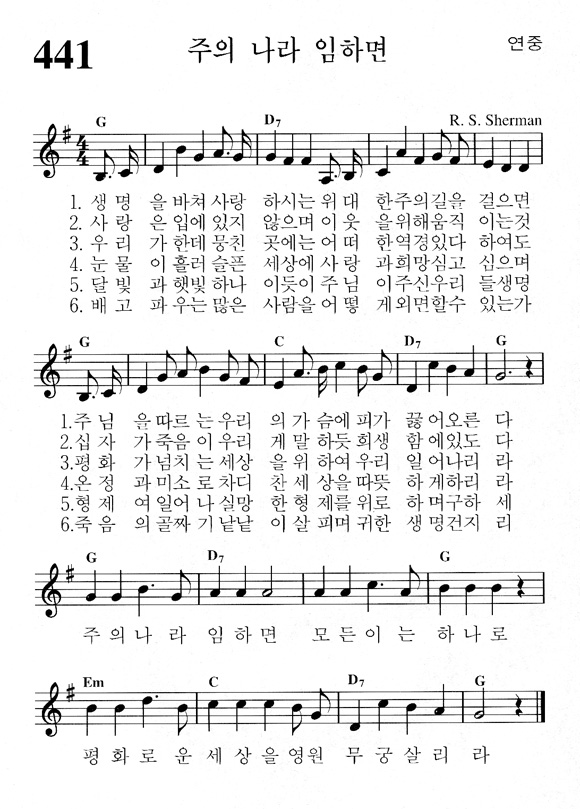 441 주의 나라 임하면 연중
G D7 R. S. Sherman
1. 생 명 을 바쳐 사랑 하시는 위 대 한주의길을 걸으면
2. 사 랑 은 입에 있지 않으며 이 웃 을위해움직 이는것
3. 우 리 가 한데 뭉친 곳에는 어 떠 한역경있다 하여도
4. 눈 물 이 흘러 슬픈 세상에 사 랑 과희망심고 심으며
5. 달 빛 과 햇빛 하나 이듯이 주 님 이주신우리 들생명
6. 배 고 파 우는 많은 사람을 어 떻 게외면할수 있는가
G C D7 G
1.주 님 을 따르 는 우리 의 가 슴에 피가 끓 어오른 다
2.십 자 가 죽음 이 우리 게 말 하듯 희생 함 에있도 다
3.평 화 가 넘치 는 세상 을 위 하여 우리 일 어나리 라
4.온 정 과 미소 로 차디 찬 세 상을 따뜻 하 게하리 라
5.형 제 여 일어 나 실망 한 형 제를 위로 하 며구하 세
6.죽 음 의 골짜 기 낱낱 이 살 피며 귀한 생 명건지 리
G D7 G
주 의 나 라 임 하 면 모 든 이 는 하 나 로
Em C D7 G
평 화 로 운 세 상 을 영원 무 궁 살 리 라